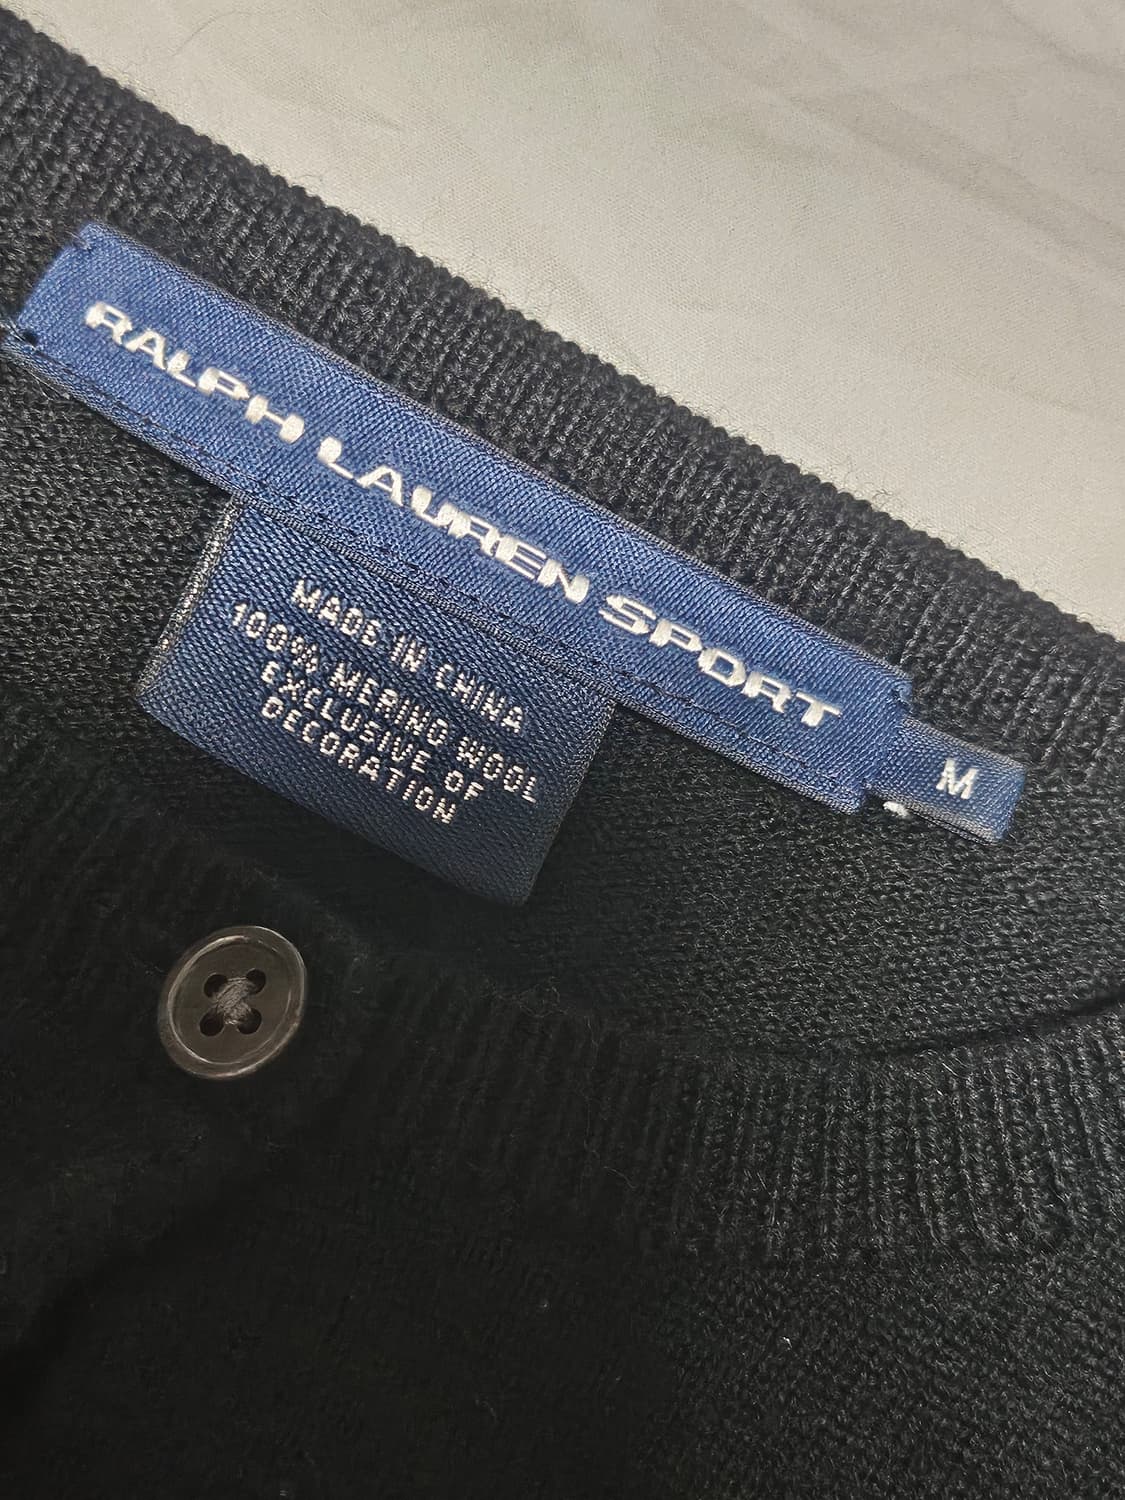 RALPH LAUREN SPORT
M
MADE IN CHINA
100% MERINO WOOL
EXCLUSIVE OF
DECORATION